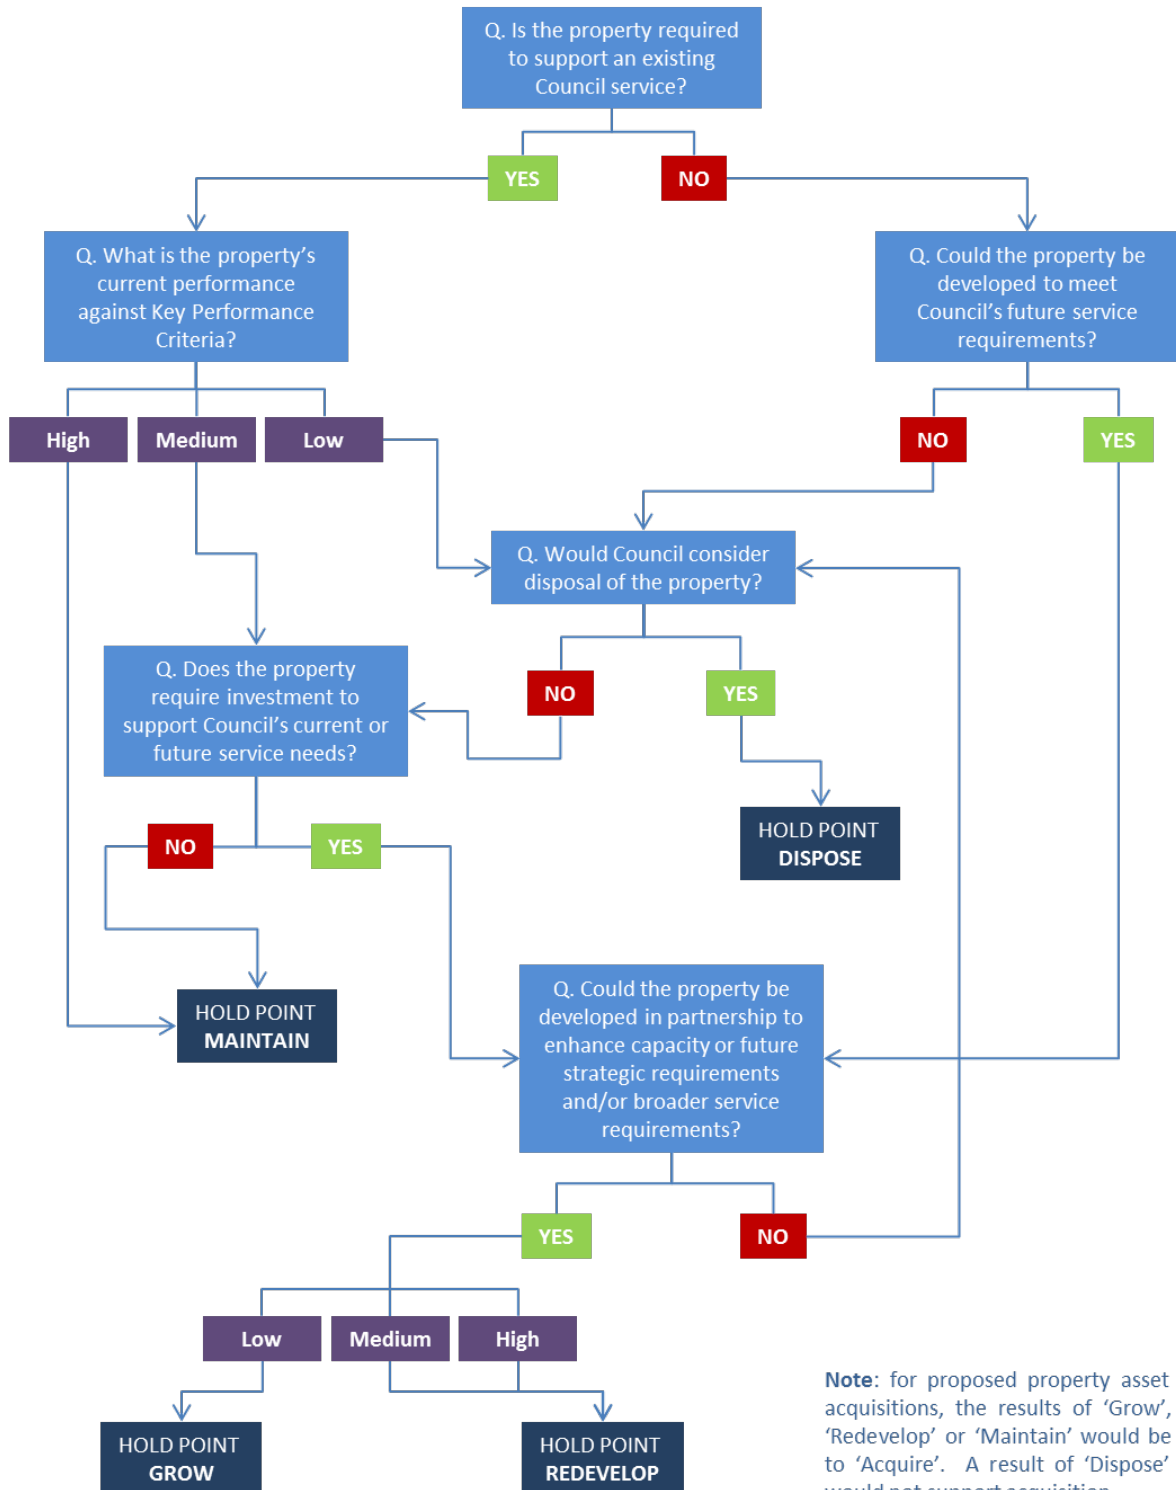 Q. Is the property required
to support an existing
Council service?
YES
NO
Q. What is the property's
current performance
against Key Performance
Criteria?
Q. Could the property be
developed to meet
Council's future service
requirements?
High
Medium
Low
NO
YES
Q. Would Council consider
disposal of the property?
Q. Does the property
require investment to
support Council's current or
future service needs?
NO
YES
HOLD POINT
DISPOSE
NO
YES
HOLD POINT
MAINTAIN
Q. Could the property be
developed in partnership to
enhance capacity or future
strategic requirements
and/or broader service
requirements?
YES
NO
Low
Medium
High
HOLD POINT
GROW
HOLD POINT
REDEVELOP
Note: for proposed property asset
acquisitions, the results of 'Grow',
'Redevelop' or 'Maintain' would be
to 'Acquire'. A result of 'Dispose'
would not support acquisition